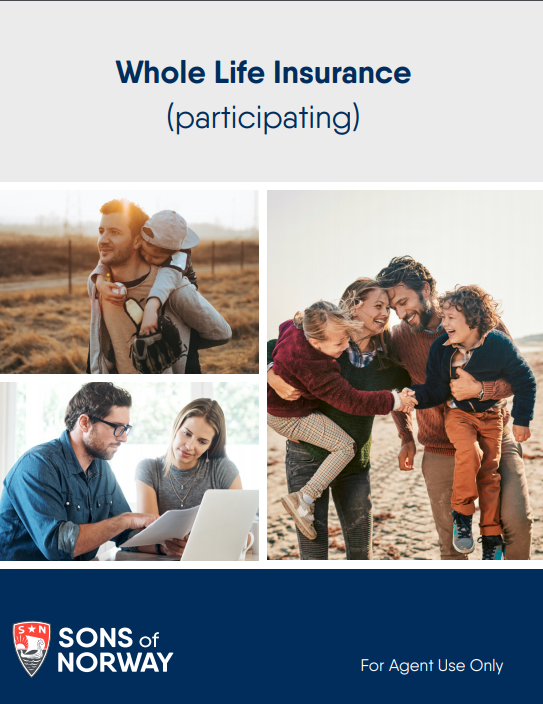 Whole Life Insurance
(participating)
S★N
SONS of
NORWAY
For Agent Use Only